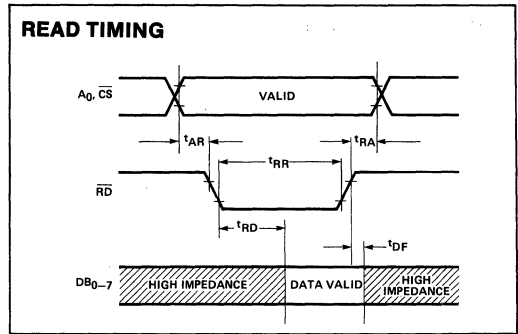 READ TIMING
A0, CS
VALID
tAR
tRA
tRR
RD
tRD
tDF
DB0–7
HIGH IMPEDANCE
DATA VALID
HIGH
IMPEDANCE